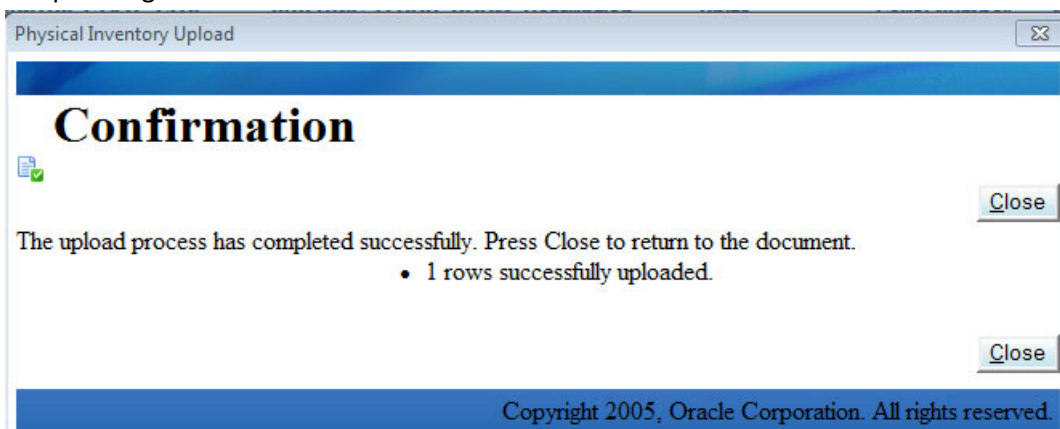 Physical Inventory Upload
Confirmation
Close
The upload process has completed successfully. Press Close to return to the document.
• 1 rows successfully uploaded.
Close
Copyright 2005, Oracle Corporation. All rights reserved.